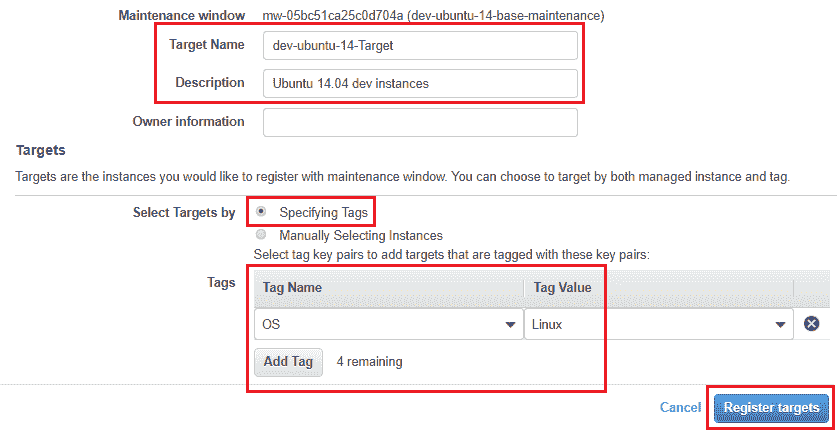 Maintenance window mw-05bc51ca25c0d704a (dev-ubuntu-14-base-maintenance)
Target Name dev-ubuntu-14-Target
Description Ubuntu 14.04 dev instances
Owner information
Targets
Targets are the instances you would like to register with maintenance window. You can choose to target by both managed instance and tag.
Select Targets by Specifying Tags
Manually Selecting Instances
Select tag key pairs to add targets that are tagged with these key pairs:
Tags Tag Name Tag Value
OS Linux
Add Tag 4 remaining
Cancel Register targets